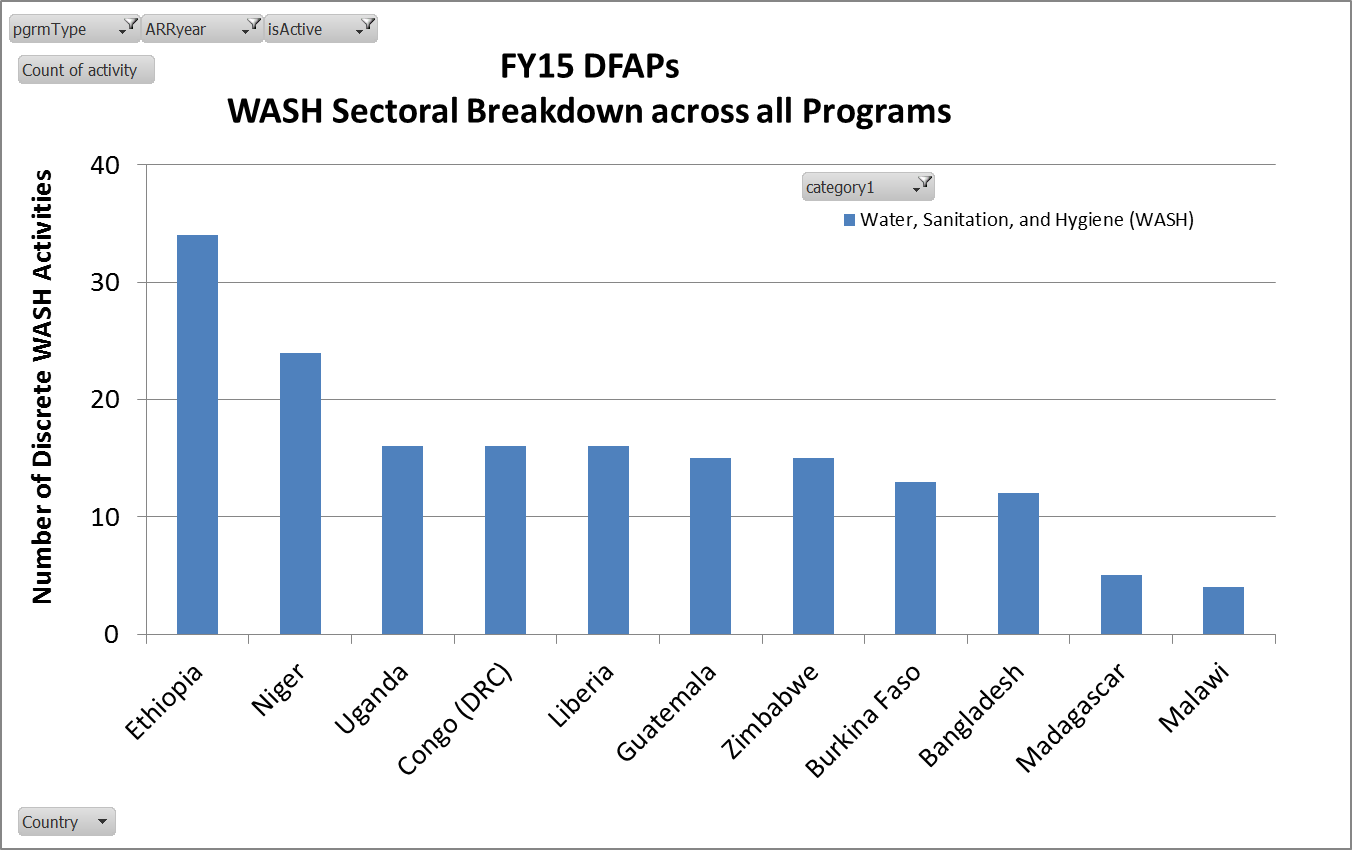 pgrmType ARRyear isActive
Count of activity
FY15 DFAPs
WASH Sectoral Breakdown across all Programs
Number of Discrete WASH Activities
40
30
20
10
0
category1
Water, Sanitation, and Hygiene (WASH)
Ethiopia
Niger
Uganda
Congo (DRC)
Liberia
Guatemala
Zimbabwe
Burkina Faso
Bangladesh
Madagascar
Malawi
Country